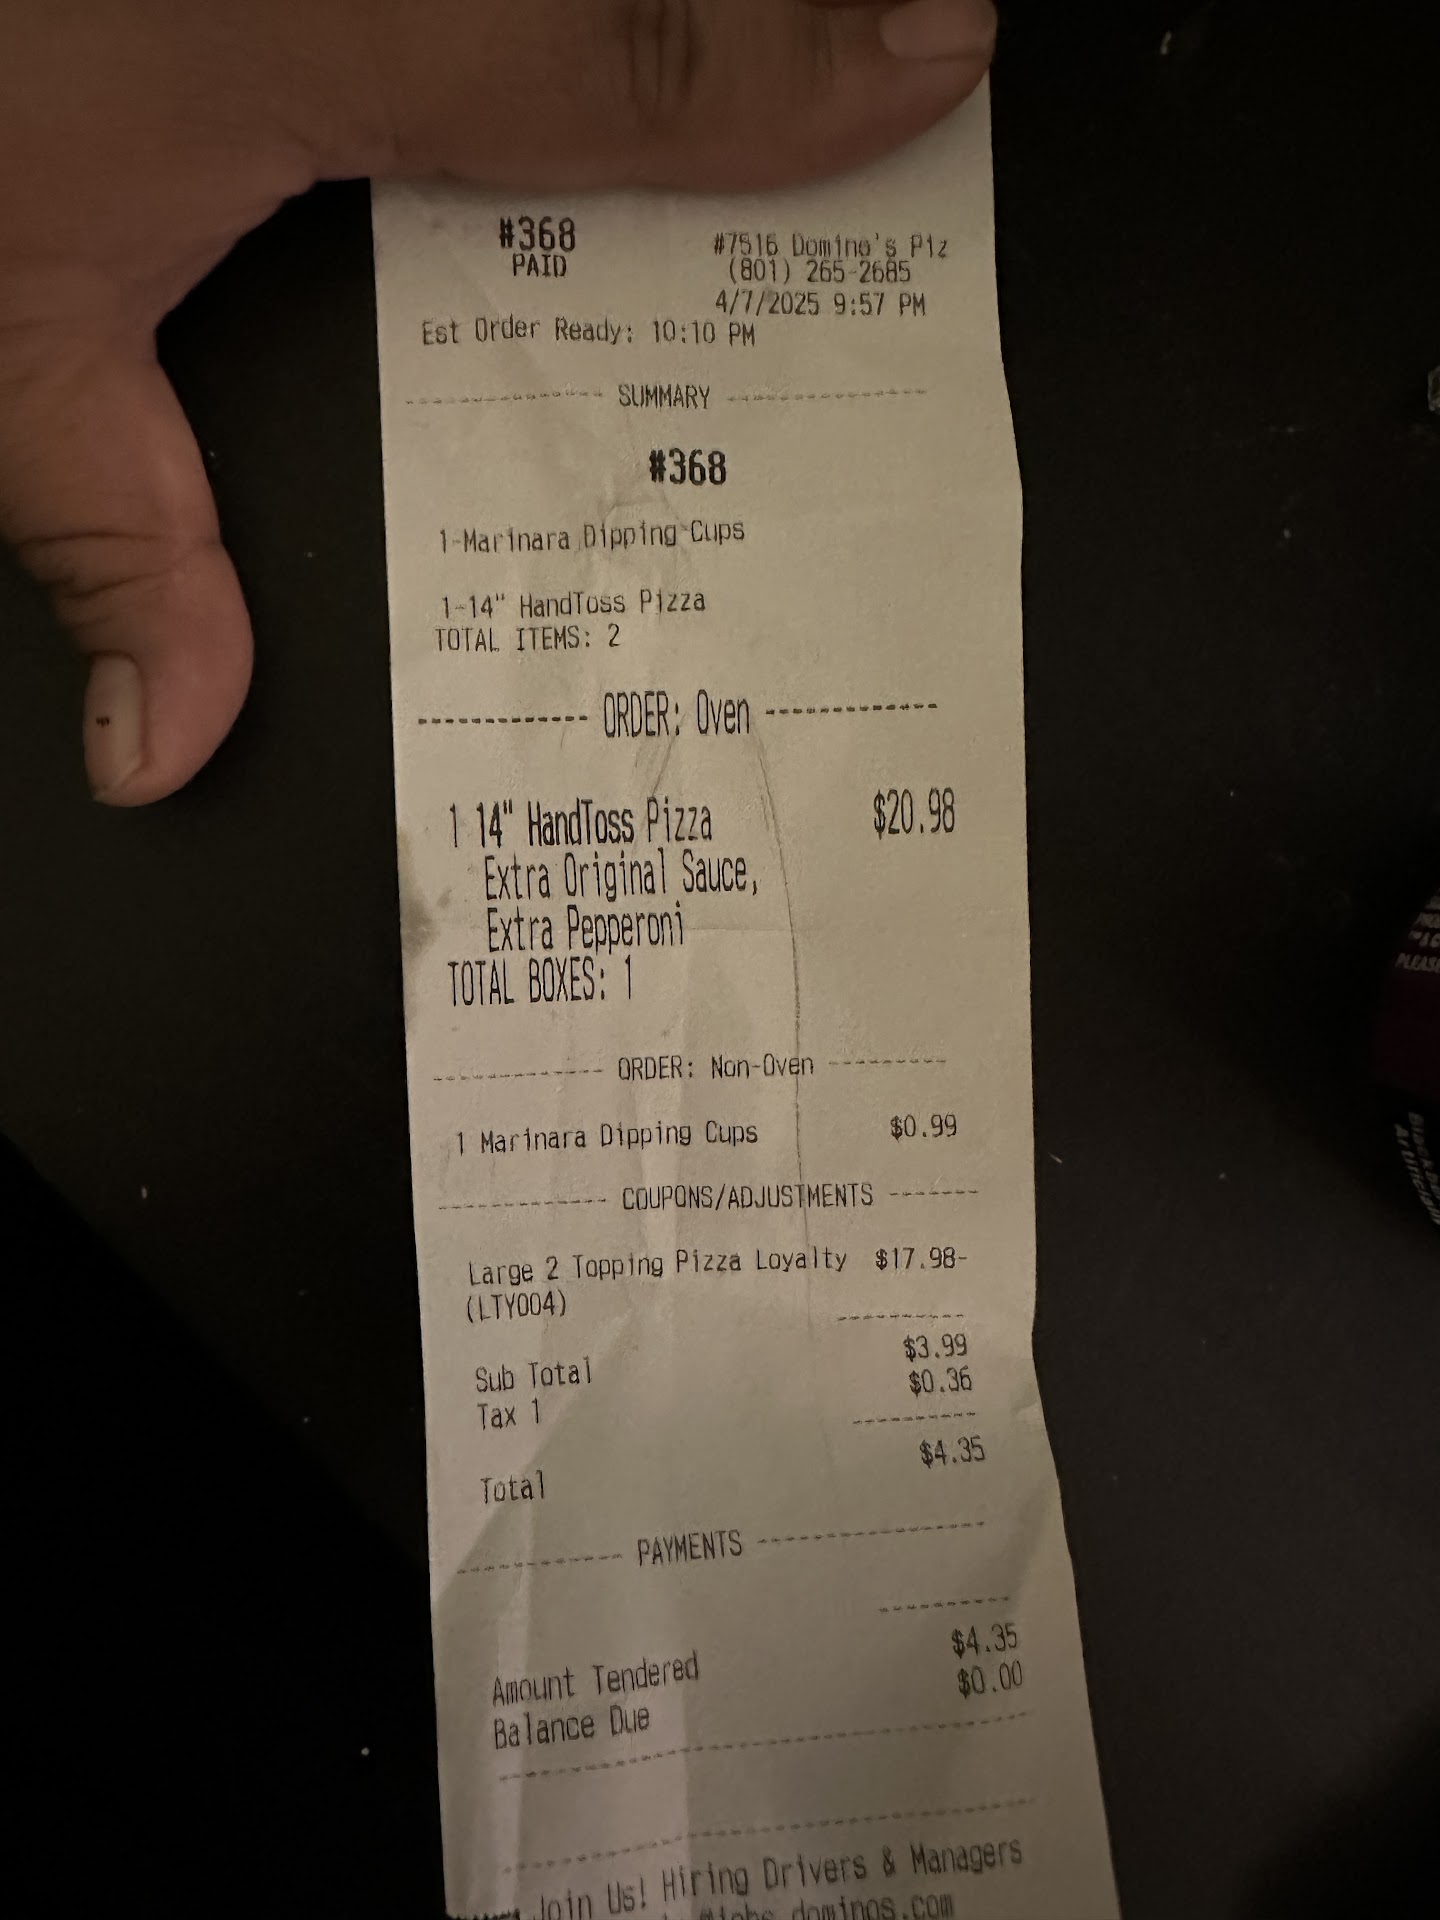 #368
PAID
#7516 Domino's Piz
(801) 265-2685
4/7/2025 9:57 PM
Est Order Ready: 10:10 PM
SUMMARY
#368
1-Marinara Dipping Cups
1-14" HandToss Pizza
TOTAL ITEMS: 2
ORDER: Oven
1 14" HandToss Pizza $20.98
Extra Original Sauce,
Extra Pepperoni
TOTAL BOXES: 1
ORDER: Non-Oven
1 Marinara Dipping Cups $0.99
COUPONS/ADJUSTMENTS
Large 2 Topping Pizza Loyalty $17.98-
(LTY004)
Sub Total $3.99
Tax 1 $0.36
Total $4.35
PAYMENTS
Amount Tendered $4.35
Balance Due $0.00
Join Us! Hiring Drivers & Managers
dominos.com
PLEASE